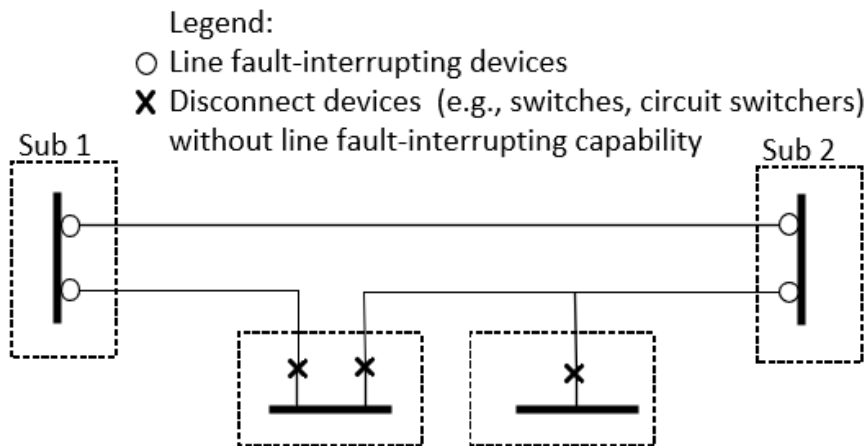 Legend:
Line fault-interrupting devices
Disconnect devices (e.g., switches, circuit switchers)
without line fault-interrupting capability
Sub 1
Sub 2